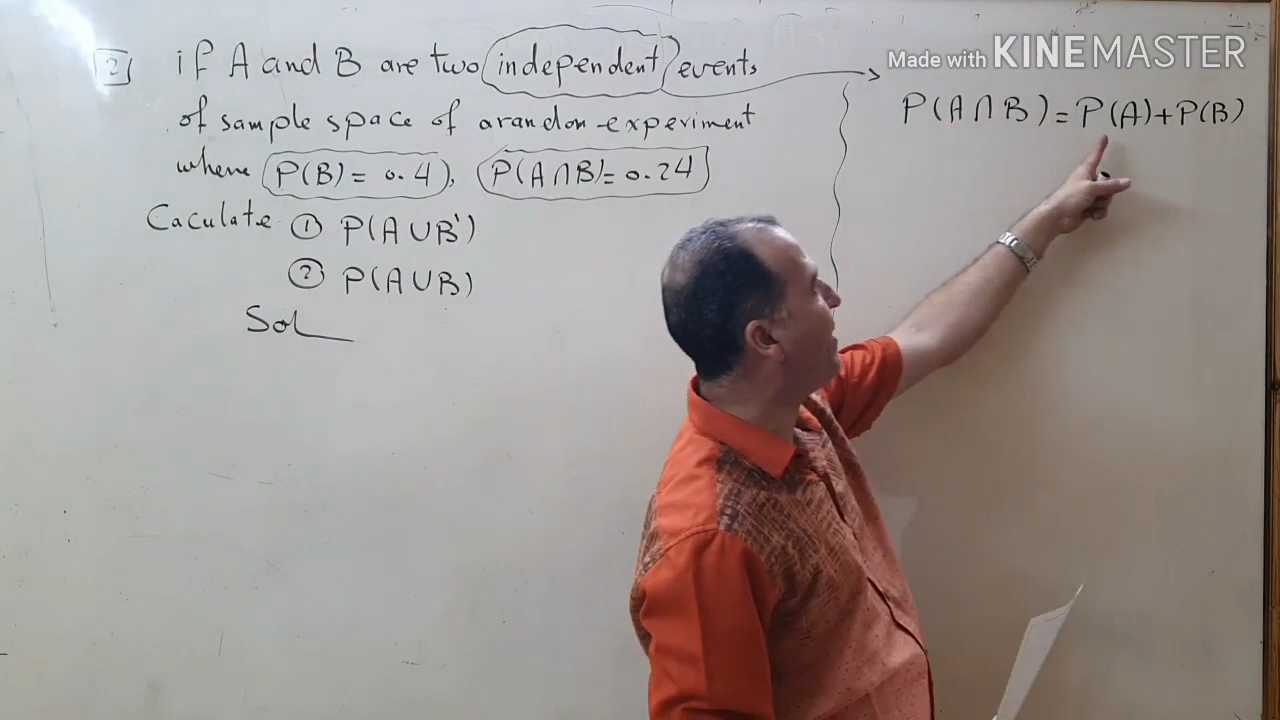 [2] if A and B are two independent events
of sample space of a random experiment
where P(B) = 0.4, P(A∩B) = 0.24
Caculate ① P(A∪B')
② P(A∪B)
Sol
Made with KINEMASTER
P(A∩B) = P(A)+P(B)